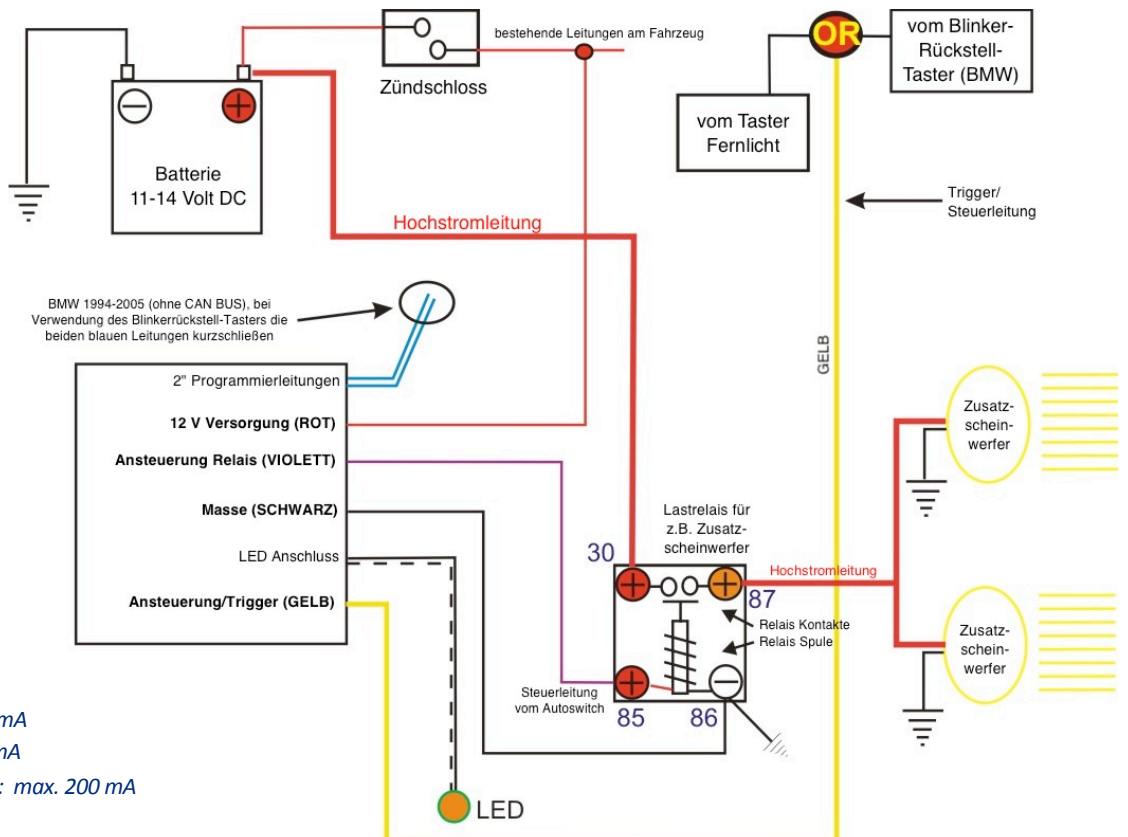 bestehende Leitungen am Fahrzeug
Zündschloss
Batterie
11-14 Volt DC
OR
vom Blinker-
Rückstell-
Taster (BMW)
vom Taster
Fernlicht
Trigger/
Steuerleitung
Hochstromleitung
BMW 1994-2005 (ohne CAN BUS), bei
Verwendung des Blinkerrückstell-Tasters die
beiden blauen Leitungen kurzschließen
GELB
2" Programmierleitungen
12 V Versorgung (ROT)
Ansteuerung Relais (VIOLETT)
Masse (SCHWARZ)
LED Anschluss
Ansteuerung/Trigger (GELB)
Lastrelais für
z.B. Zusatz-
scheinwerfer
30
87
Hochstromleitung
Relais Kontakte
Relais Spule
Steuerleitung
vom Autoswitch
85
86
Zusatz-
schein-
werfer
Zusatz-
schein-
werfer
mA
mA
: max. 200 mA
LED